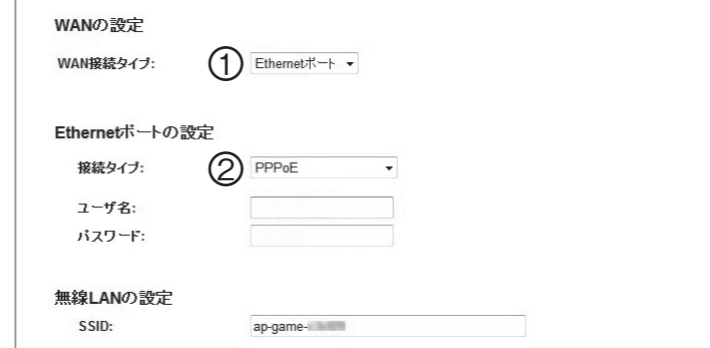 WANの設定
WAN接続タイプ: ① Ethernetポート
Ethernetポートの設定
接続タイプ: ② PPPoE
ユーザ名:
パスワード:
無線LANの設定
SSID: ap-game-